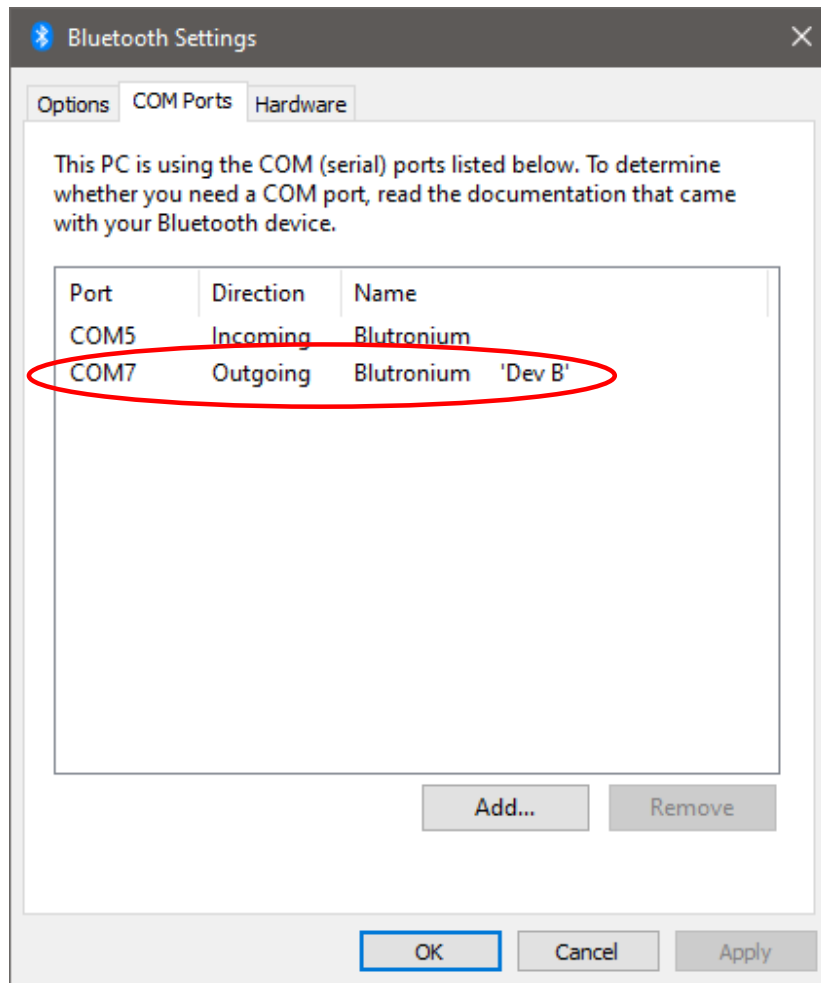 Bluetooth Settings
Options COM Ports Hardware
This PC is using the COM (serial) ports listed below. To determine
whether you need a COM port, read the documentation that came
with your Bluetooth device.
Port Direction Name
COM5 Incoming Blutronium
COM7 Outgoing Blutronium 'Dev B'
Add... Remove
OK Cancel Apply